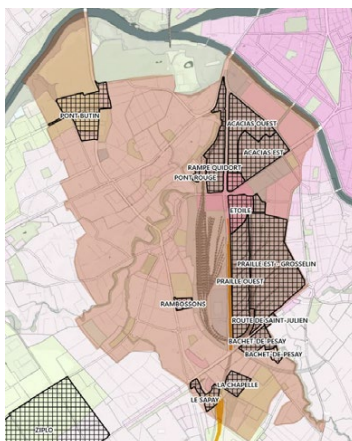 PONT-BUTIN
ACACIAS OUEST
ACACIAS EST
RAMPE QUIDORT
PONT-ROUGE
ETOILE
PRAILLE EST - GROSSELIN
PRAILLE OUEST
RAMBOSSONS
ROUTE-DE-SAINT-JULIEN
BACHET-DE-PESAY
BACHET-DE-PESAY
LA CHAPELLE
LE SAPAY
ZIPLO